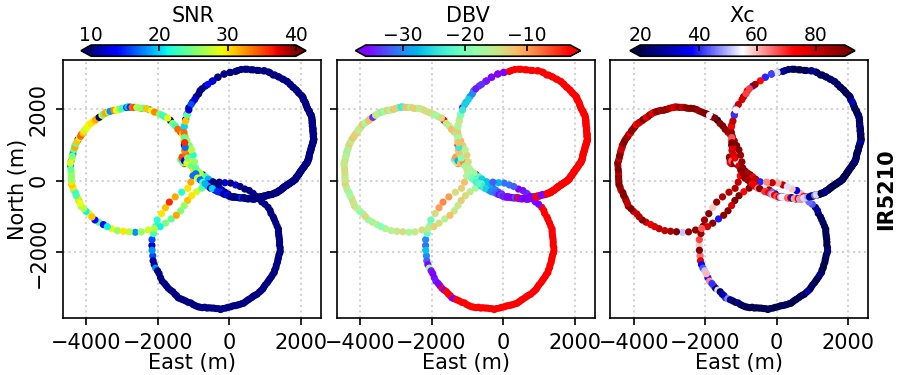 SNR DBV Xc
10 20 30 40 −30 −20 −10 20 40 60 80
North (m)
2000
0
−2000
−4000 −2000 0 2000 −4000 −2000 0 2000 −4000 −2000 0 2000
East (m) East (m) East (m)
IR5210